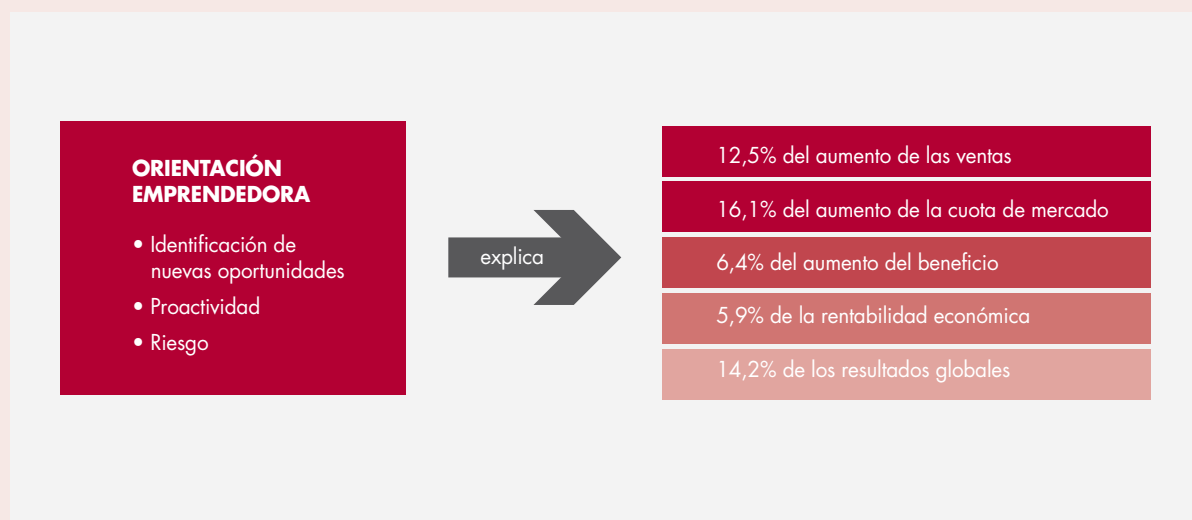 ORIENTACIÓN
EMPRENDEDORA
• Identificación de
nuevas oportunidades
• Proactividad
• Riesgo
explica
12,5% del aumento de las ventas
16,1% del aumento de la cuota de mercado
6,4% del aumento del beneficio
5,9% de la rentabilidad económica
14,2% de los resultados globales